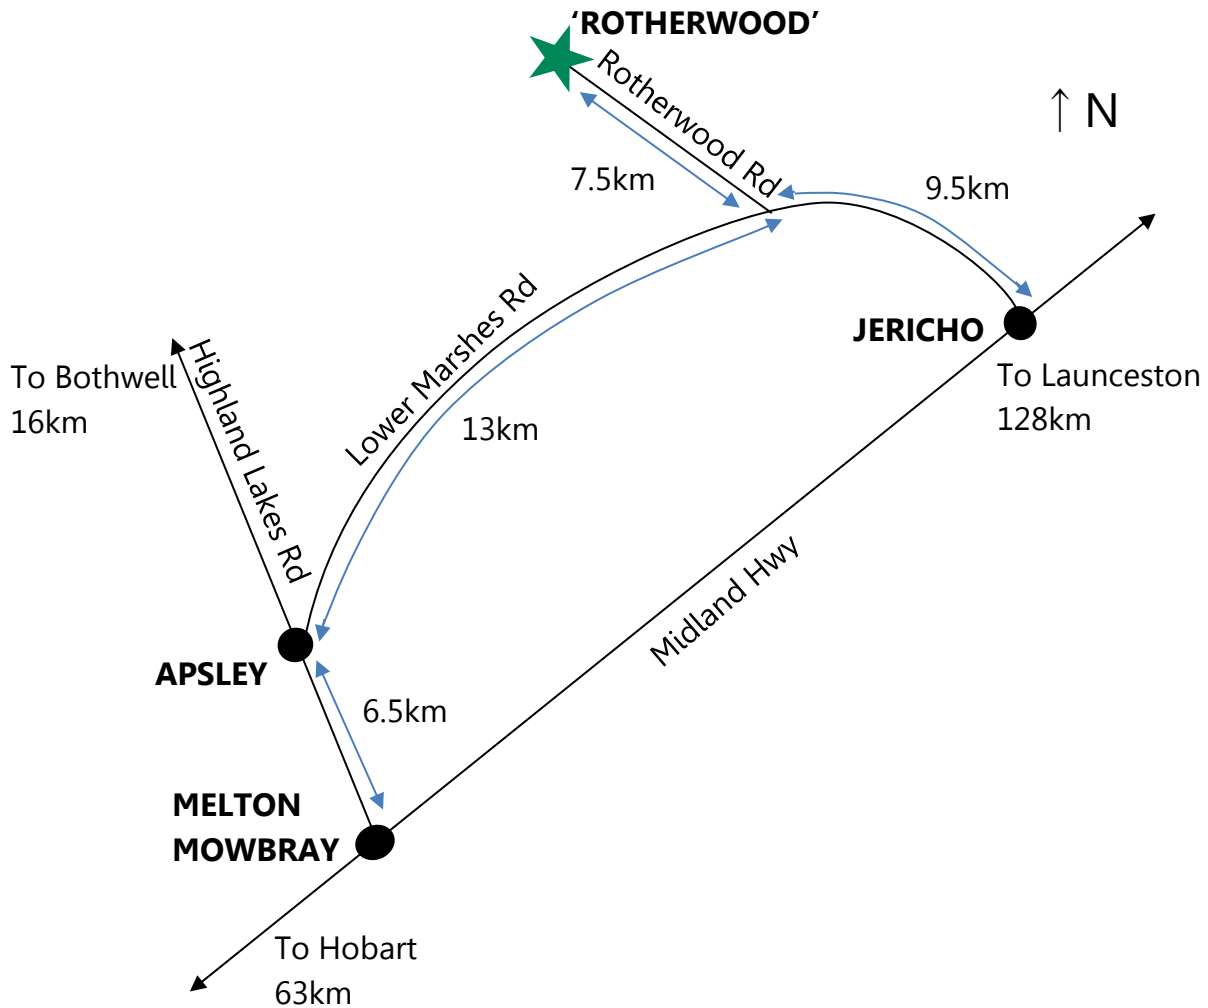 ‘ROTHERWOOD’
Rotherwood Rd
↑ N
7.5km
9.5km
Lower Marshes Rd
JERICHO
Highland Lakes Rd
To Bothwell
16km
To Launceston
128km
13km
Midland Hwy
APSLEY
6.5km
MELTON
MOWBRAY
To Hobart
63km